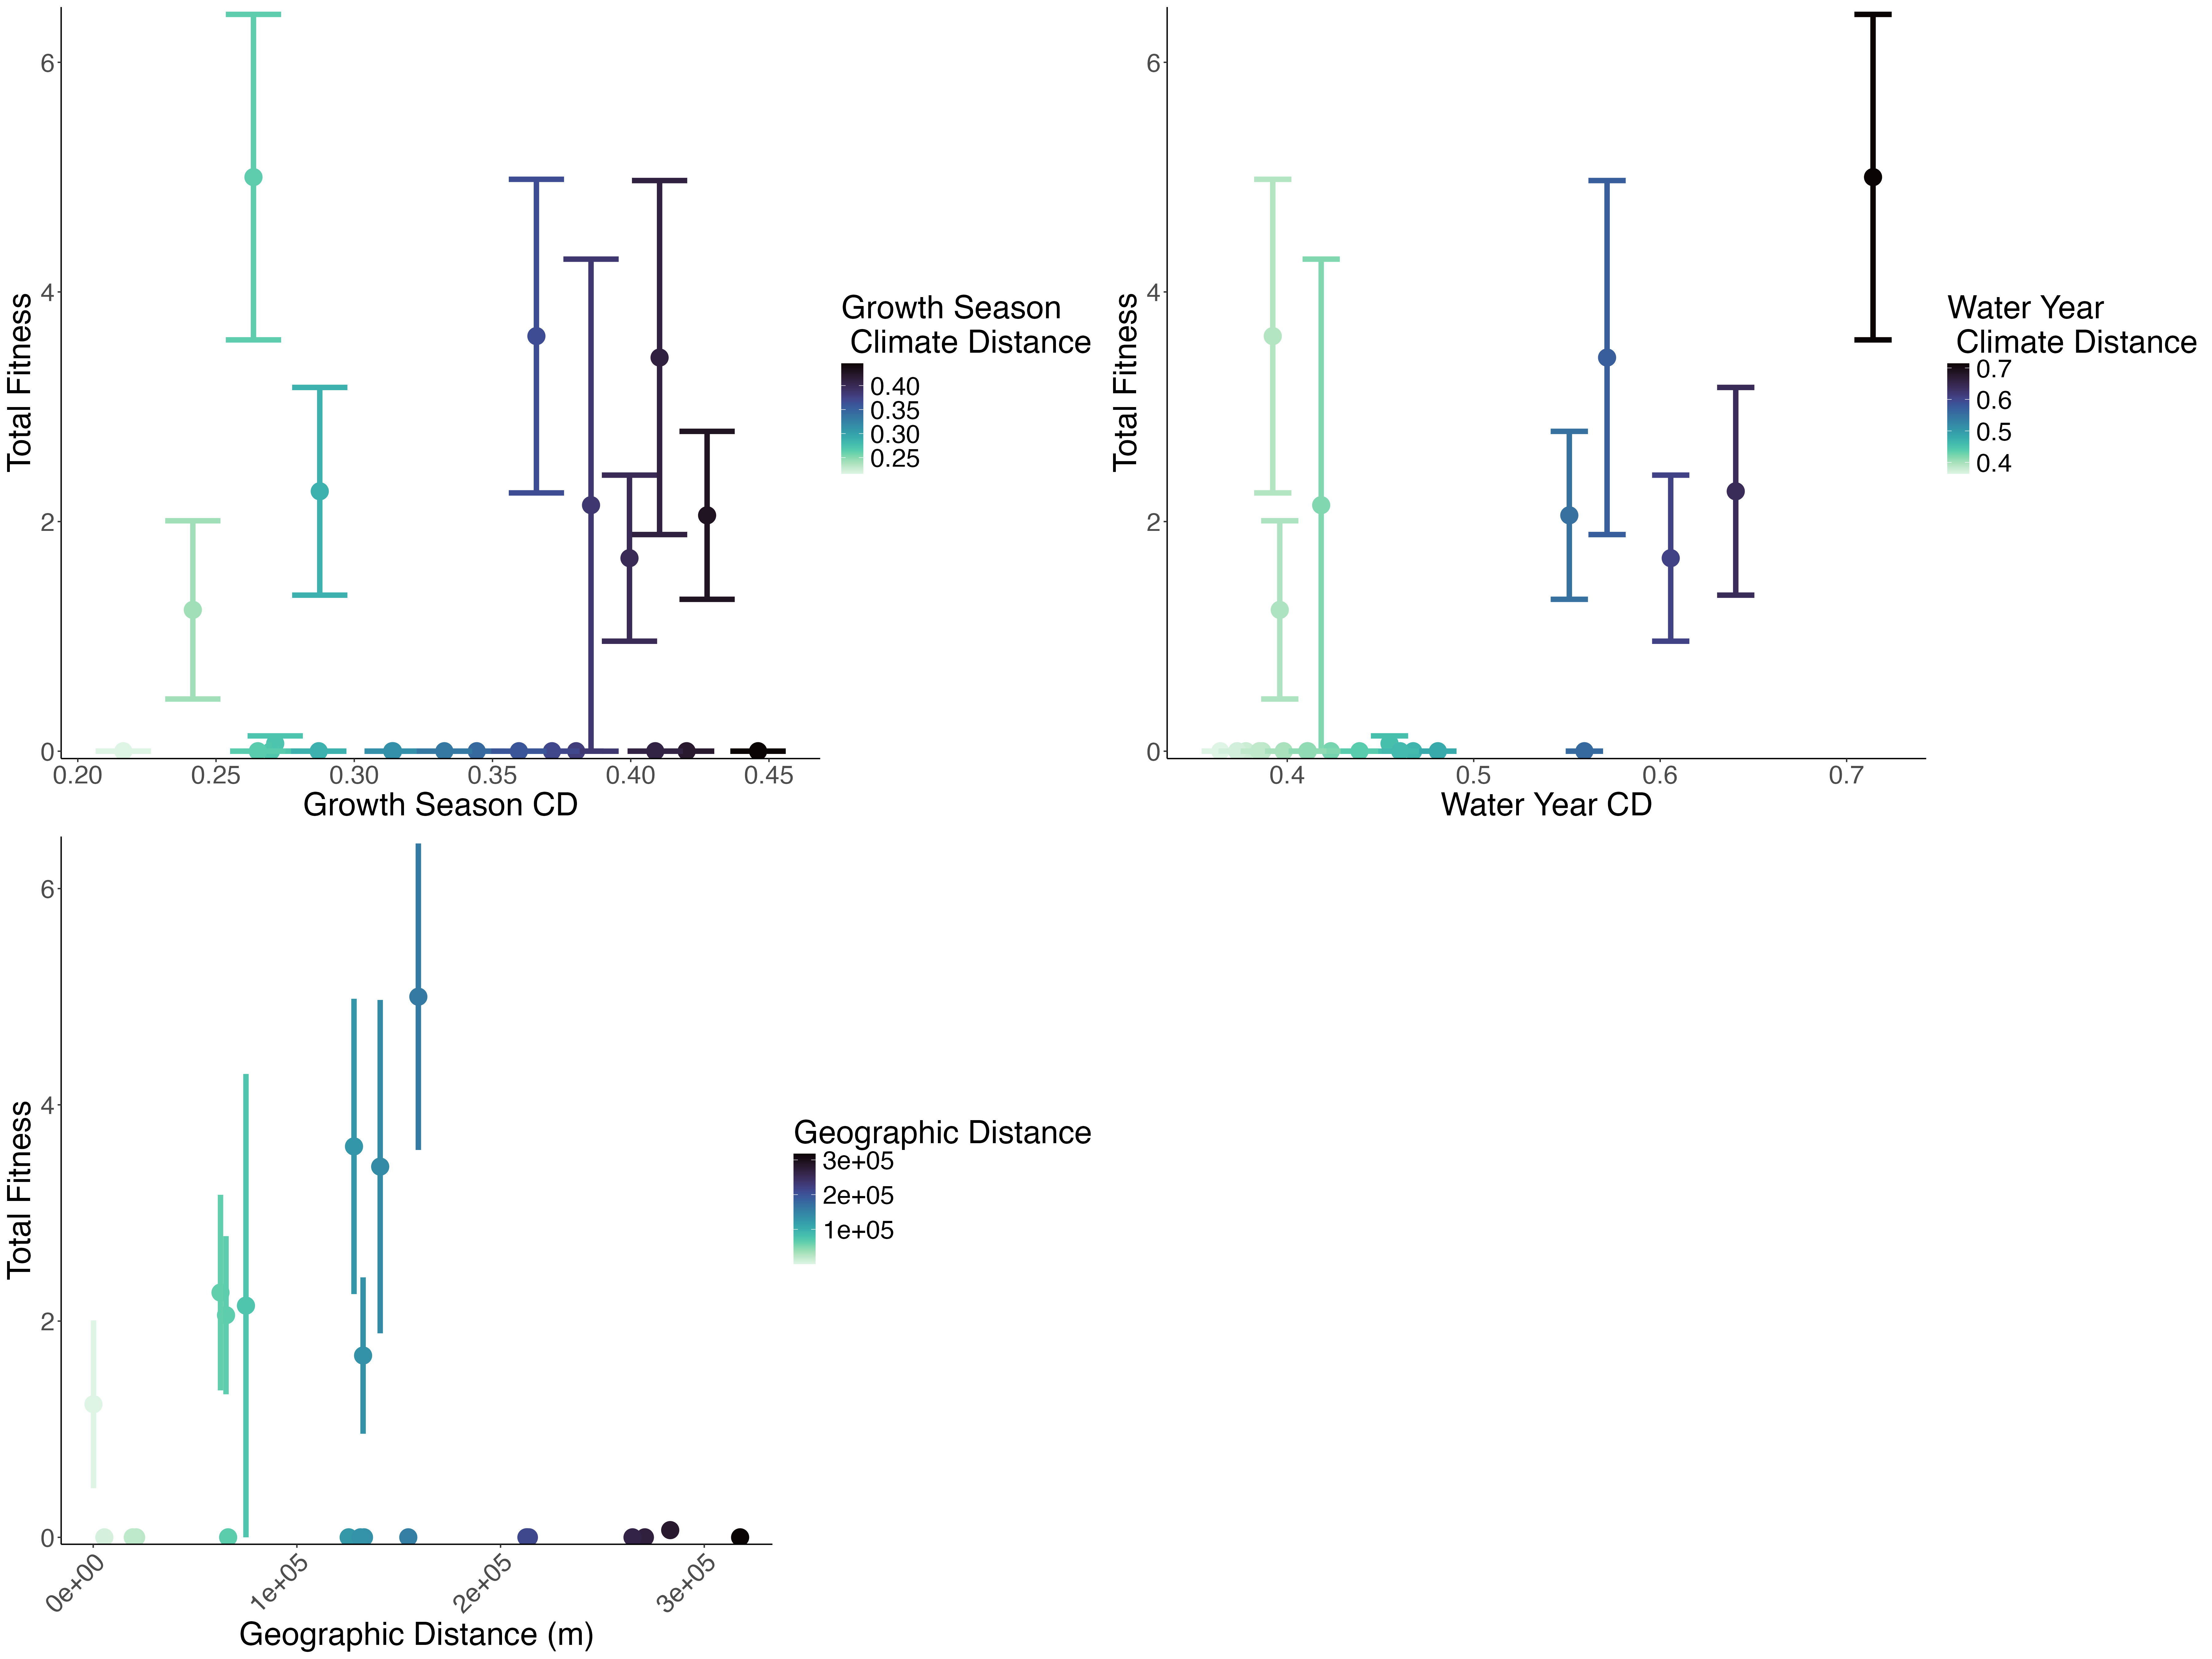 6
4
2
0
Total Fitness
0.20 0.25 0.30 0.35 0.40 0.45
Growth Season CD
Growth Season
Climate Distance
0.40
0.35
0.30
0.25
6
4
2
0
Total Fitness
0.4 0.5 0.6 0.7
Water Year CD
Water Year
Climate Distance
0.7
0.6
0.5
0.4
6
4
2
0
Total Fitness
0e+00 1e+05 2e+05 3e+05
Geographic Distance (m)
Geographic Distance
3e+05
2e+05
1e+05